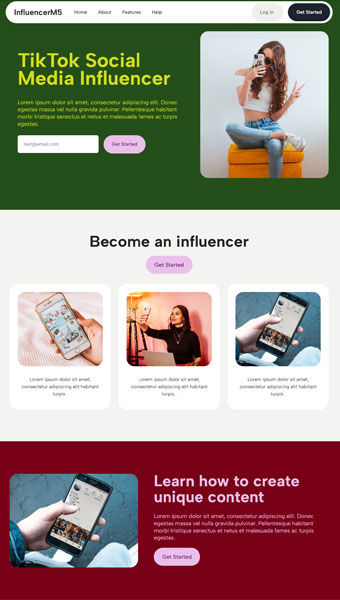 InfluencerM5 Home About Features Help Log in Get Started
TikTok Social
Media Influencer
Lorem ipsum dolor sit amet, consectetur adipiscing elit. Donec
egestas massa vel nulla gravida pulvinar. Pellentesque habitant
morbi tristique senectus et netus et malesuada fames ac turpis
egestas.
test@email.com Get Started
Become an influencer
Get Started
Lorem ipsum dolor sit amet,
consectetur adipiscing elit habitant
turpis .
Lorem ipsum dolor sit amet,
consectetur adipiscing elit habitant
turpis .
Lorem ipsum dolor sit amet,
consectetur adipiscing elit habitant
turpis .
Learn how to create
unique content
Lorem ipsum dolor sit amet, consectetur adipiscing elit. Donec
egestas massa vel nulla gravida pulvinar. Pellentesque habitant
morbi tristique senectus et netus et malesuada fames ac turpis
egestas.
Get Started